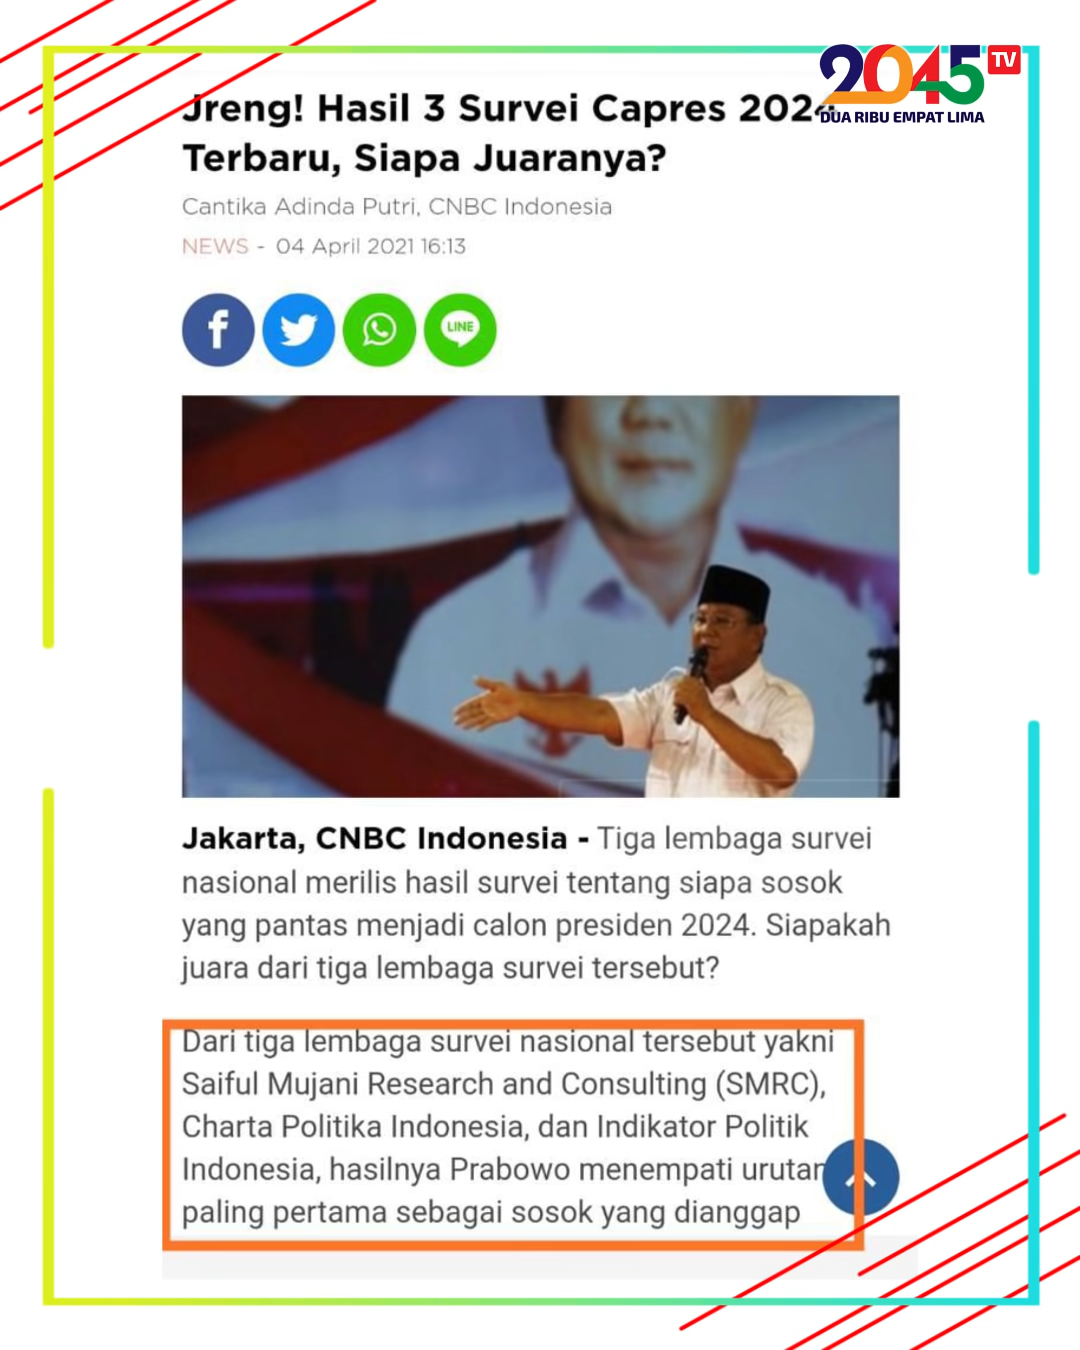 2045 TV
DUA RIBU EMPAT LIMA
Jreng! Hasil 3 Survei Capres 2024
Terbaru, Siapa Juaranya?
Cantika Adinda Putri, CNBC Indonesia
NEWS - 04 April 2021 16:13
f
LINE
Jakarta, CNBC Indonesia - Tiga lembaga survei
nasional merilis hasil survei tentang siapa sosok
yang pantas menjadi calon presiden 2024. Siapakah
juara dari tiga lembaga survei tersebut?
Dari tiga lembaga survei nasional tersebut yakni
Saiful Mujani Research and Consulting (SMRC),
Charta Politika Indonesia, dan Indikator Politik
Indonesia, hasilnya Prabowo menempati urutan
paling pertama sebagai sosok yang dianggap